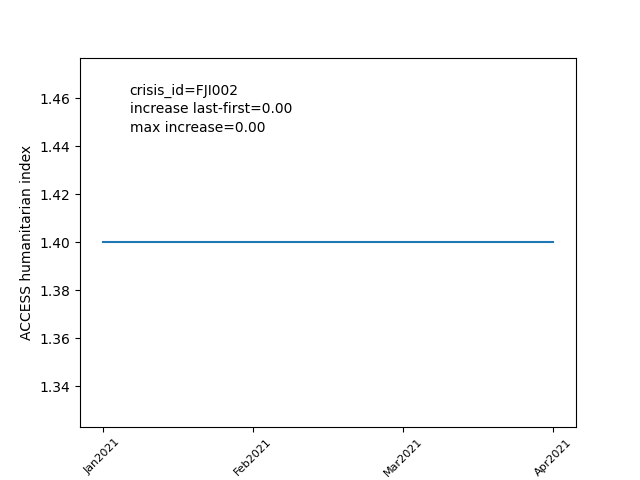 crisis_id=FJI002
increase last-first=0.00
max increase=0.00
ACCESS humanitarian index
1.46
1.44
1.42
1.40
1.38
1.36
1.34
Jan2021
Feb2021
Mar2021
Apr2021